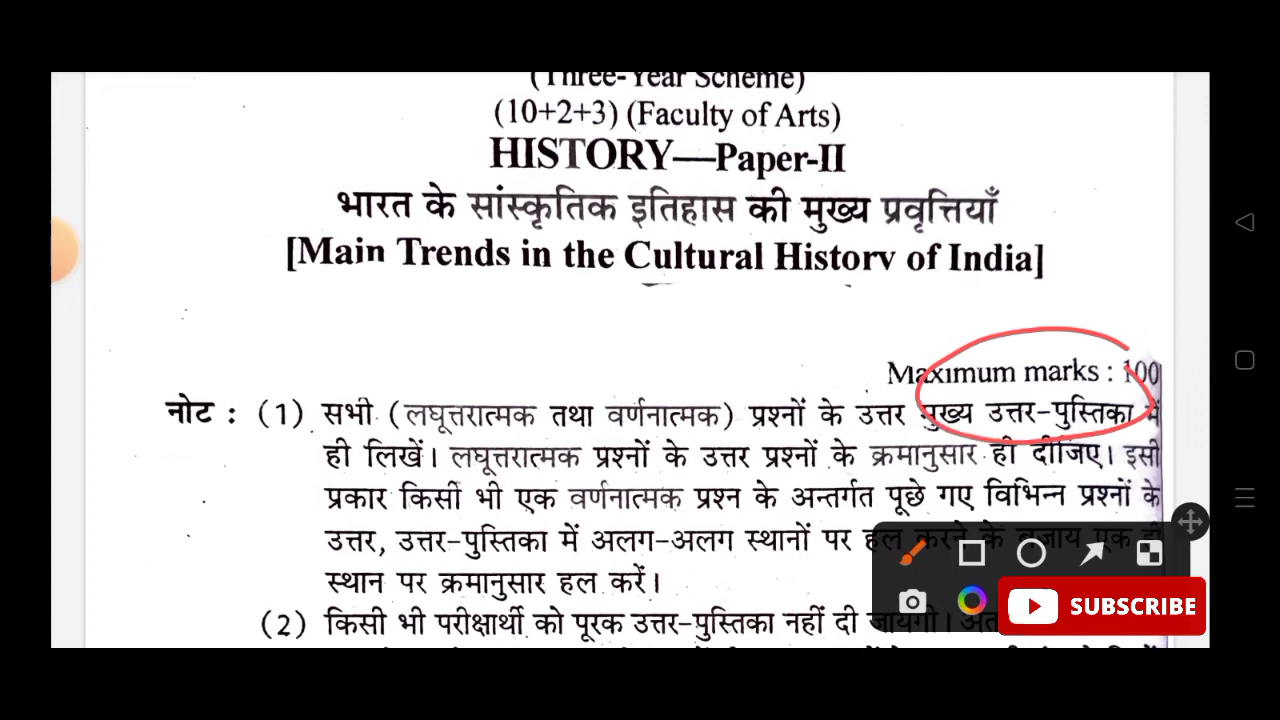 (Three-Year Scheme)
(10+2+3) (Faculty of Arts)
HISTORY—Paper-II
भारत के सांस्कृतिक इतिहास की मुख्य प्रवृत्तियाँ
[Main Trends in the Cultural History of India]
Maximum marks : 100
नोट : (1) सभी (लघूत्तरात्मक तथा वर्णनात्मक) प्रश्नों के उत्तर मुख्य उत्तर-पुस्तिका में
ही लिखें। लघूत्तरात्मक प्रश्नों के उत्तर प्रश्नों के क्रमानुसार ही दीजिए। इसी
प्रकार किसी भी एक वर्णनात्मक प्रश्न के अन्तर्गत पूछे गए विभिन्न प्रश्नों के
उत्तर, उत्तर-पुस्तिका में अलग-अलग स्थानों पर हल करने के बजाय एक ही
स्थान पर क्रमानुसार हल करें।
(2) किसी भी परीक्षार्थी को पूरक उत्तर-पुस्तिका नहीं दी जायगी।
SUBSCRIBE